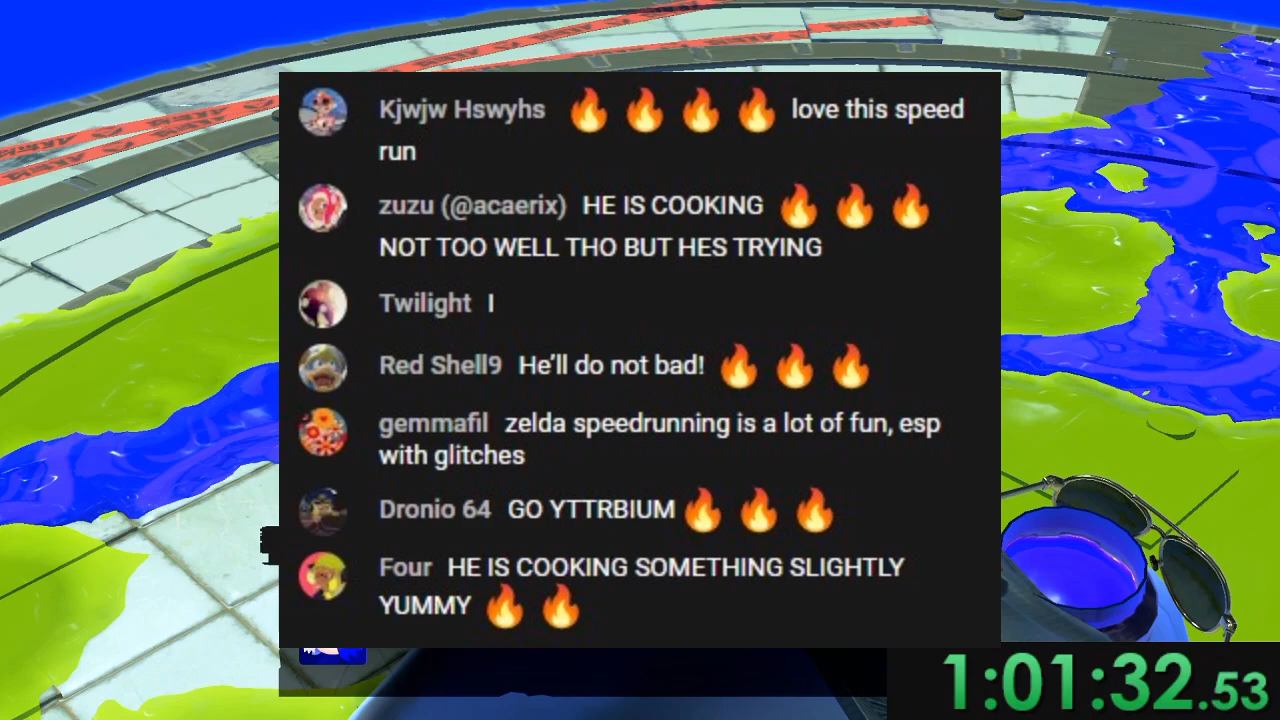 Kjwjw Hswyhs 🔥 🔥 🔥 🔥 love this speed
run
zuzu (@acaerix) HE IS COOKING 🔥 🔥 🔥
NOT TOO WELL THO BUT HES TRYING
Twilight I
Red Shell9 He’ll do not bad! 🔥 🔥 🔥
gemmafil zelda speedrunning is a lot of fun, esp
with glitches
Dronio 64 GO YTTRBIUM 🔥 🔥 🔥
Four HE IS COOKING SOMETHING SLIGHTLY
YUMMY 🔥 🔥
1:01:32.53